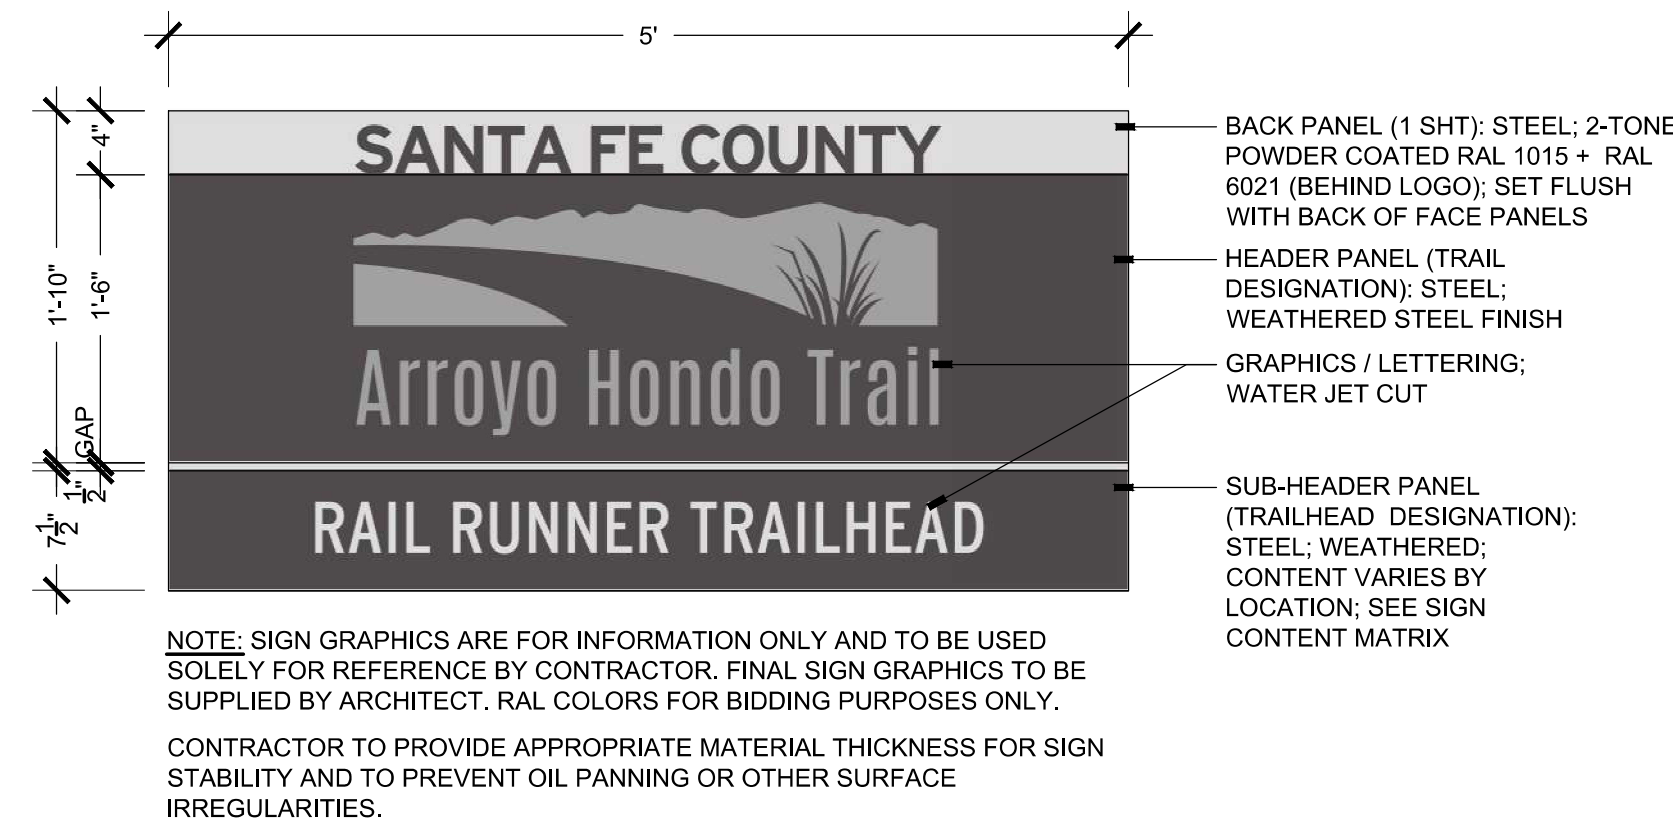 5'
4"
1'-10"
1'-6"
GAP
1/2"
7 1/2"
SANTA FE COUNTY
Arroyo Hondo Trail
RAIL RUNNER TRAILHEAD
BACK PANEL (1 SHT): STEEL; 2-TONE
POWDER COATED RAL 1015 + RAL
6021 (BEHIND LOGO); SET FLUSH
WITH BACK OF FACE PANELS
HEADER PANEL (TRAIL
DESIGNATION): STEEL;
WEATHERED STEEL FINISH
GRAPHICS / LETTERING;
WATER JET CUT
SUB-HEADER PANEL
(TRAILHEAD DESIGNATION):
STEEL; WEATHERED;
CONTENT VARIES BY
LOCATION; SEE SIGN
CONTENT MATRIX
NOTE: SIGN GRAPHICS ARE FOR INFORMATION ONLY AND TO BE USED
SOLELY FOR REFERENCE BY CONTRACTOR. FINAL SIGN GRAPHICS TO BE
SUPPLIED BY ARCHITECT. RAL COLORS FOR BIDDING PURPOSES ONLY.
CONTRACTOR TO PROVIDE APPROPRIATE MATERIAL THICKNESS FOR SIGN
STABILITY AND TO PREVENT OIL PANNING OR OTHER SURFACE
IRREGULARITIES.